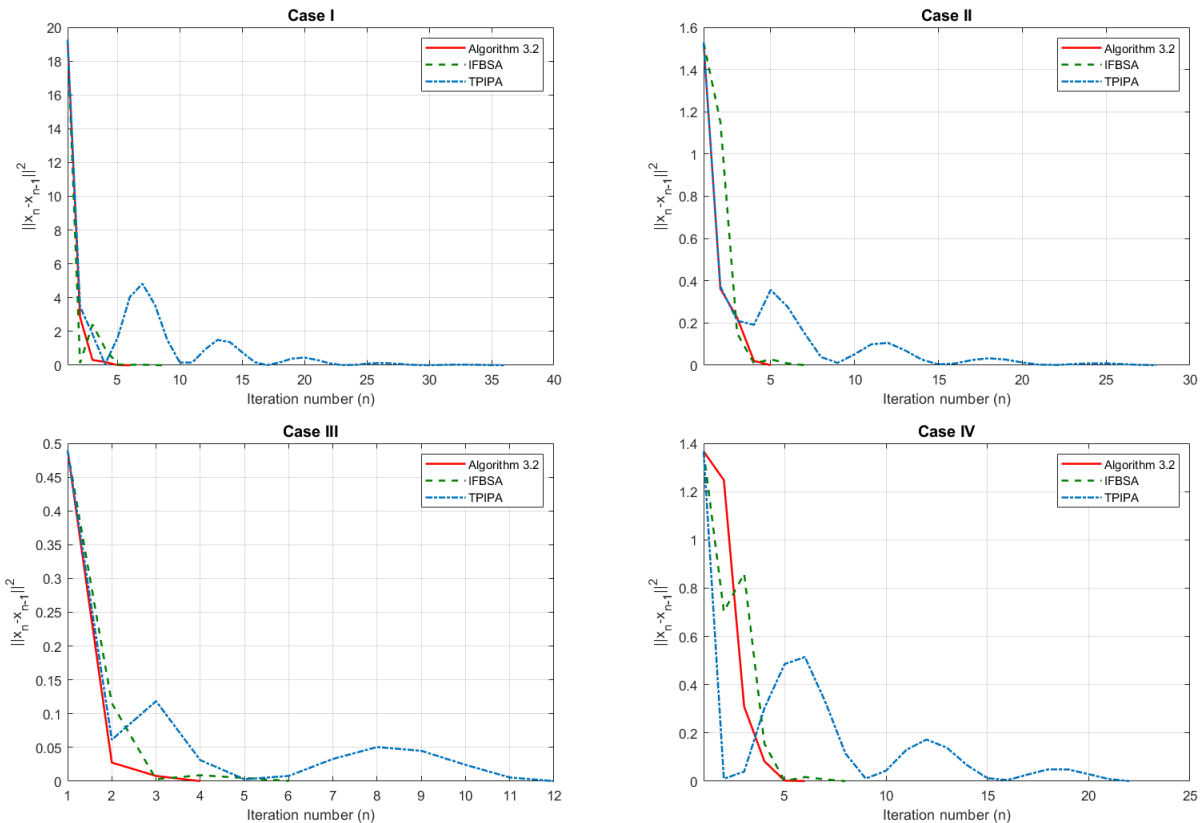 Case I
20
18
16
14
12
10
8
6
4
2
0
||x_n-x_{n-1}||^2
5
10
15
20
25
30
35
40
Iteration number (n)
Algorithm 3.2
IFBSA
TPIPA
Case II
1.6
1.4
1.2
1
0.8
0.6
0.4
0.2
0
||x_n-x_{n-1}||^2
5
10
15
20
25
30
Iteration number (n)
Algorithm 3.2
IFBSA
TPIPA
Case III
0.5
0.45
0.4
0.35
0.3
0.25
0.2
0.15
0.1
0.05
0
||x_n-x_{n-1}||^2
1
2
3
4
5
6
7
8
9
10
11
12
Iteration number (n)
Algorithm 3.2
IFBSA
TPIPA
Case IV
1.4
1.2
1
0.8
0.6
0.4
0.2
0
||x_n-x_{n-1}||^2
5
10
15
20
25
Iteration number (n)
Algorithm 3.2
IFBSA
TPIPA